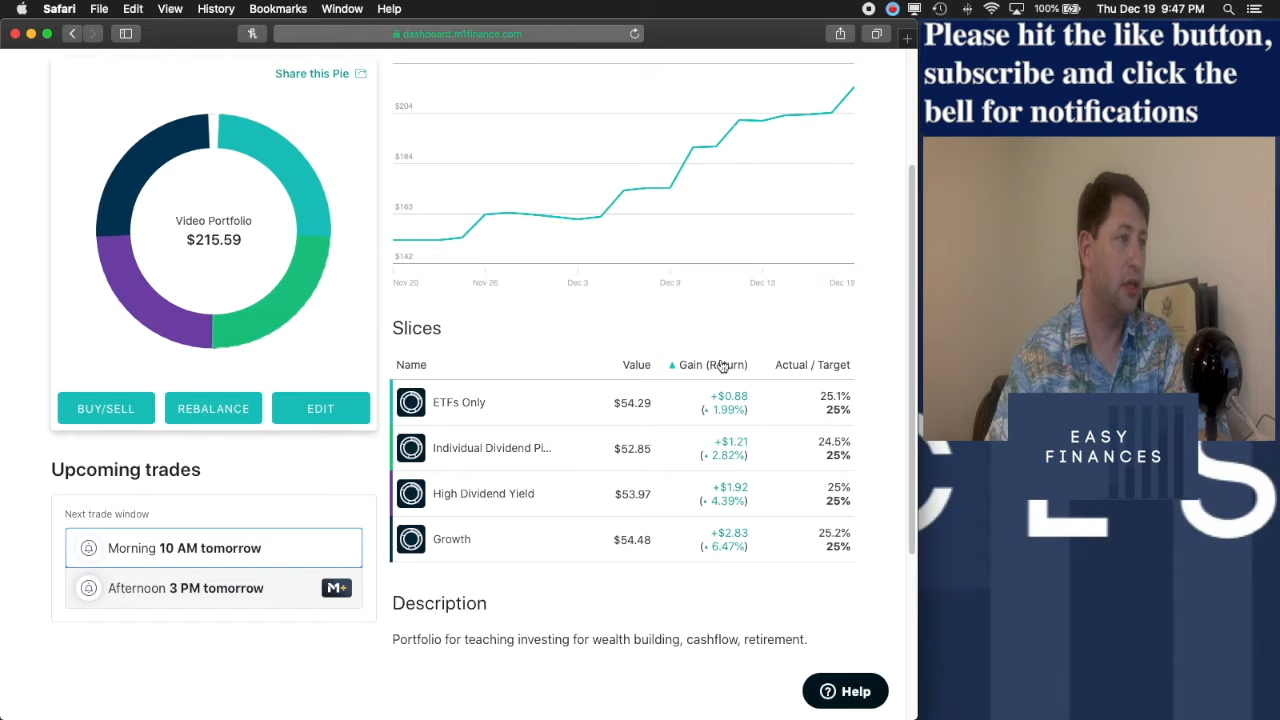 Safari File Edit View History Bookmarks Window Help
100% Thu Dec 19 9:47 PM
dashboard.m1finance.com
Please hit the like button,
subscribe and click the
bell for notifications
Share this Pie
Video Portfolio
$215.59
BUY/SELL REBALANCE EDIT
$204
$184
$163
$142
Nov 20 Nov 26 Dec 3 Dec 9 Dec 13 Dec 19
Slices
Name Value Gain (Return) Actual / Target
ETFs Only $54.29 +$0.88 25.1%
(1.99%) 25%
Individual Dividend Pi... $52.85 +$1.21 24.5%
(2.82%) 25%
High Dividend Yield $53.97 +$1.92 25%
(4.39%) 25%
Growth $54.48 +$2.83 25.2%
(6.47%) 25%
Upcoming trades
Next trade window
Morning 10 AM tomorrow
Afternoon 3 PM tomorrow M+
Description
Portfolio for teaching investing for wealth building, cashflow, retirement.
Help
EASY
FINANCES